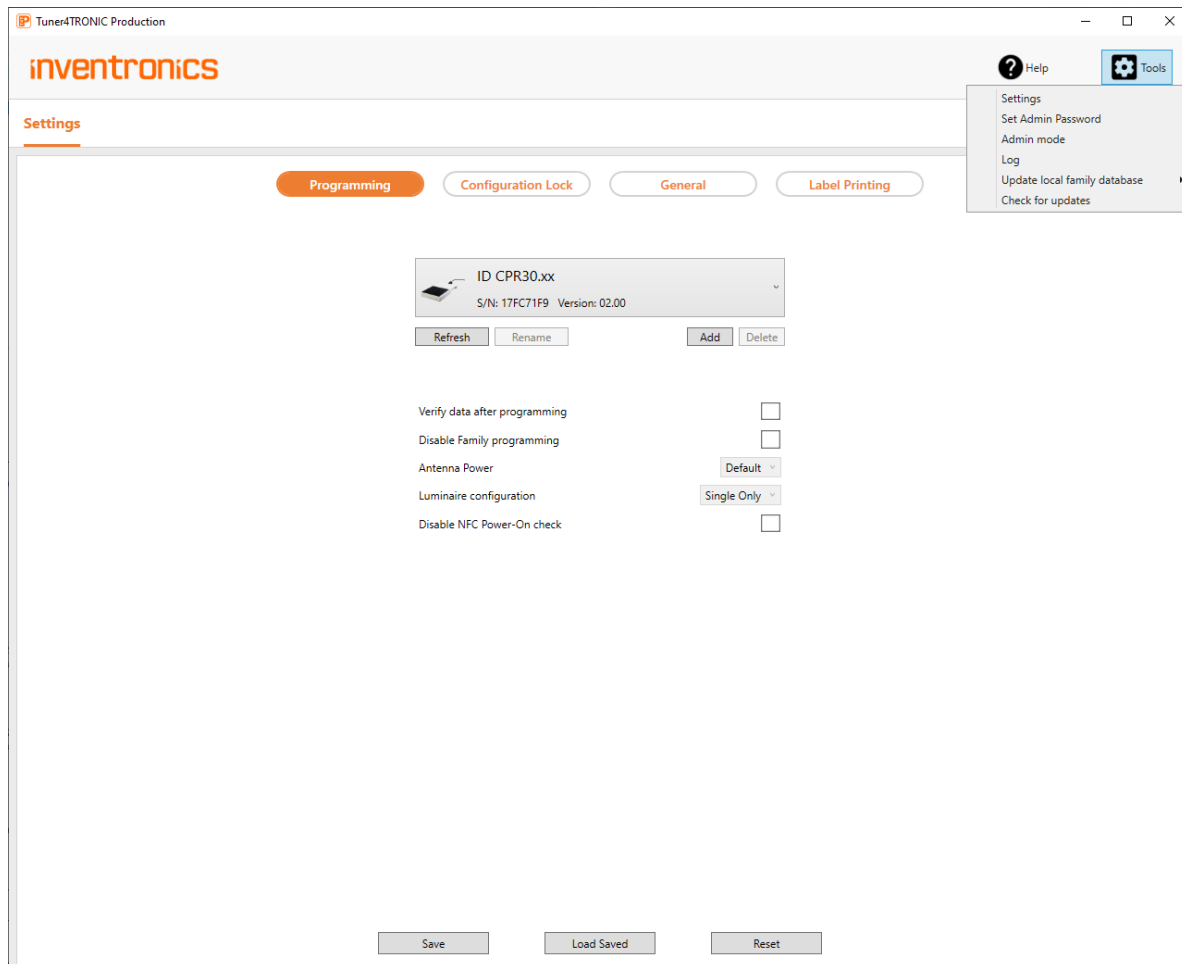 Tuner4TRONIC Production
inventronics
Help
Tools
Settings
Set Admin Password
Admin mode
Log
Update local family database
Check for updates
Settings
Programming
Configuration Lock
General
Label Printing
ID CPR30.xx
S/N: 17FC71F9 Version: 02.00
Refresh
Rename
Add
Delete
Verify data after programming
Disable Family programming
Antenna Power
Default
Luminaire configuration
Single Only
Disable NFC Power-On check
Save
Load Saved
Reset